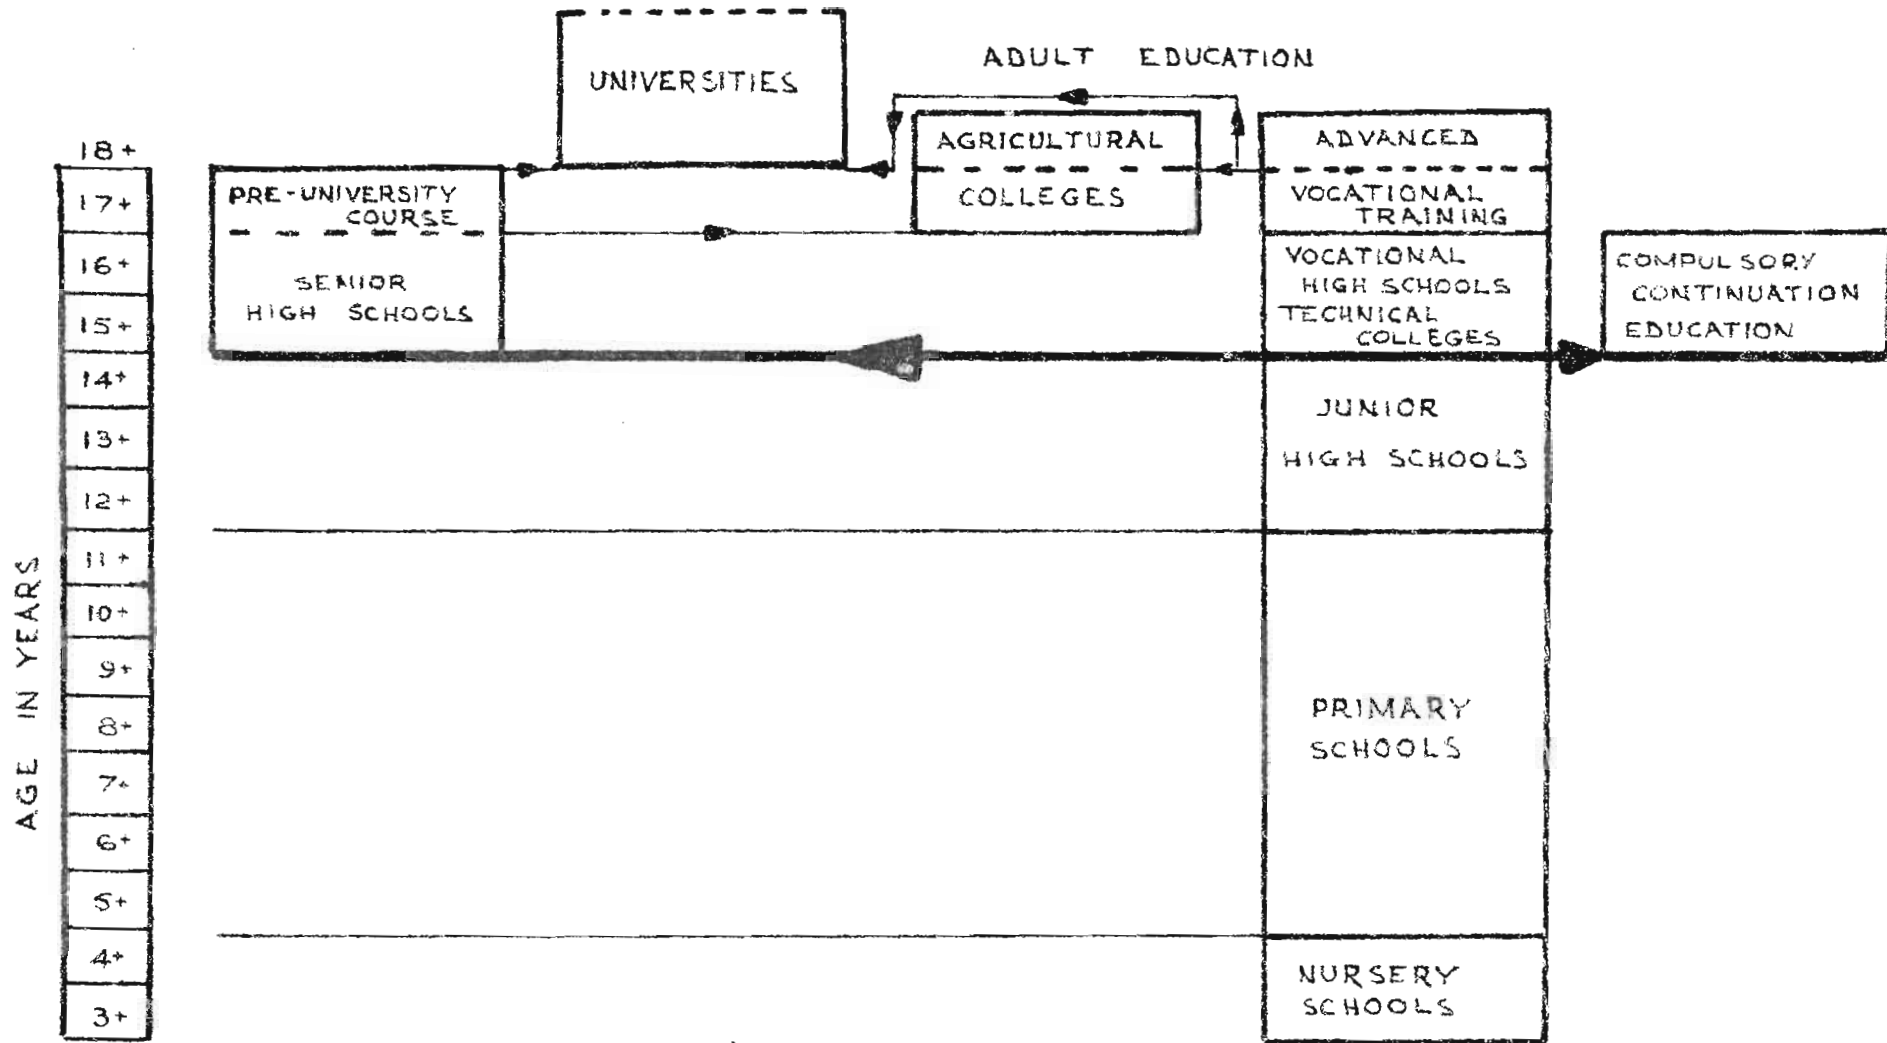 UNIVERSITIES
ADULT EDUCATION
AGRICULTURAL
COLLEGES
ADVANCED
VOCATIONAL
TRAINING
PRE-UNIVERSITY
COURSE
SENIOR
HIGH SCHOOLS
VOCATIONAL
HIGH SCHOOLS
TECHNICAL
COLLEGES
COMPULSORY
CONTINUATION
EDUCATION
JUNIOR
HIGH SCHOOLS
PRIMARY
SCHOOLS
NURSERY
SCHOOLS
AGE IN YEARS
18+
17+
16+
15+
14+
13+
12+
11+
10+
9+
8+
7+
6+
5+
4+
3+